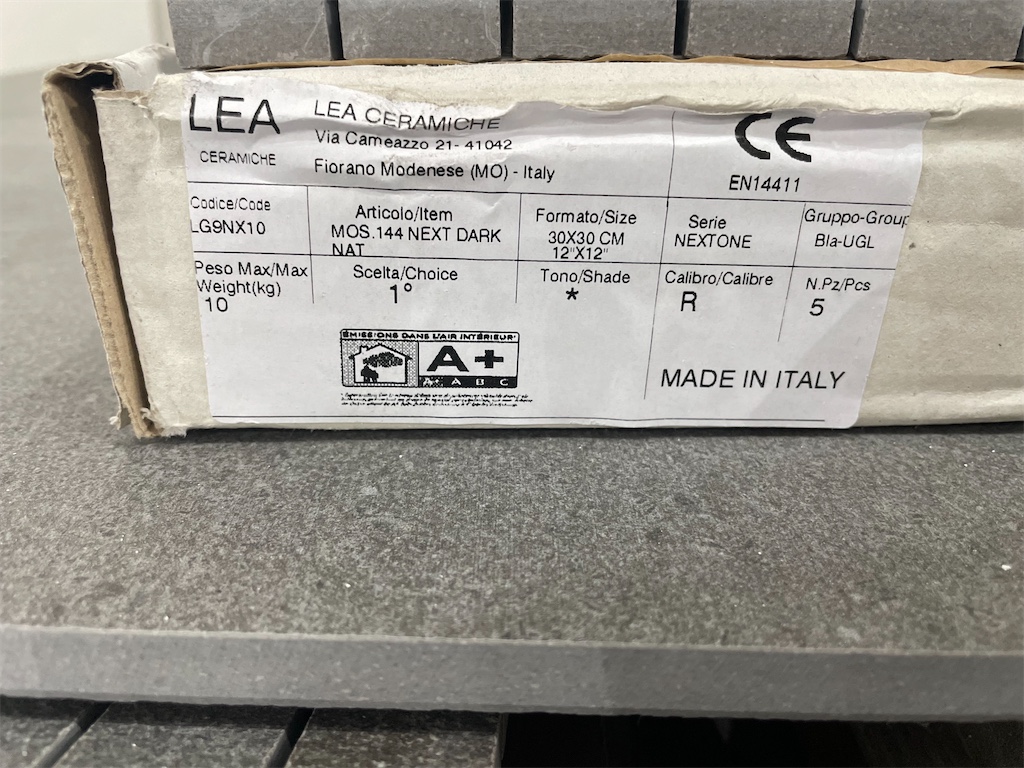 LEA
CERAMICHE
LEA CERAMICHE
Via Cameazzo 21- 41042
Fiorano Modenese (MO) - Italy
CE
EN14411
Codice/Code
LG9NX10
Articolo/Item
MOS.144 NEXT DARK
NAT
Formato/Size
30X30 CM
12"X12"
Serie
NEXTONE
Gruppo-Group
BIa-UGL
Peso Max/Max
Weight(kg)
10
Scelta/Choice
1°
Tono/Shade
*
Calibro/Calibre
R
N.Pz/Pcs
5
ÉMISSIONS DANS L'AIR INTÉRIEUR*
A+
A+ A B C
MADE IN ITALY